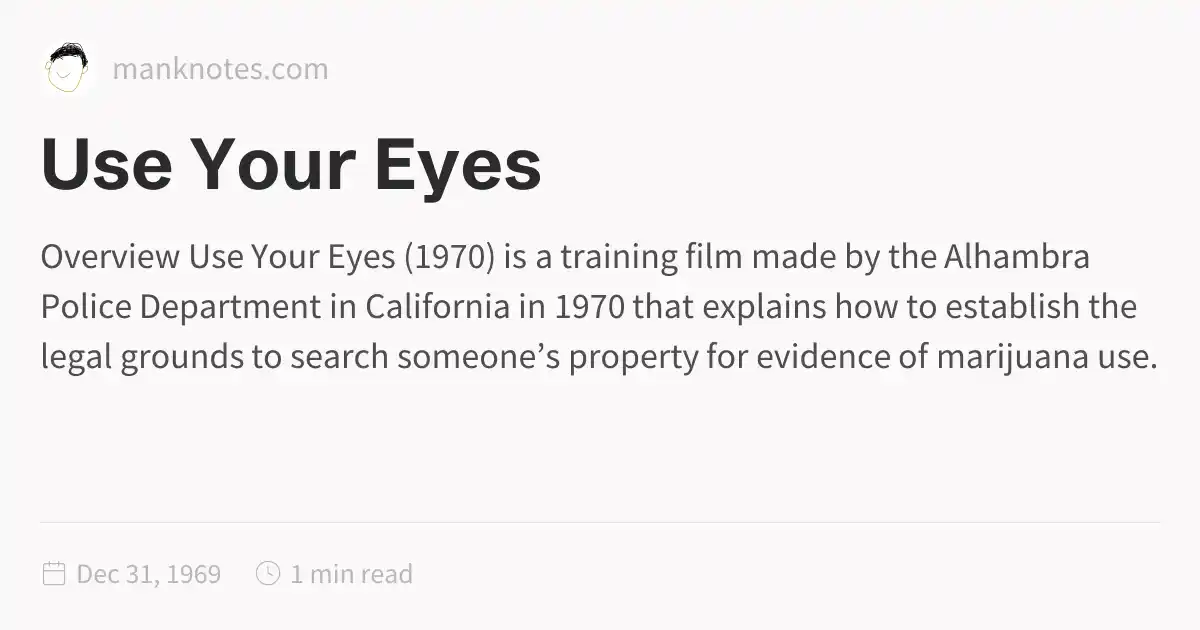 manknotes.com
Use Your Eyes
Overview Use Your Eyes (1970) is a training film made by the Alhambra
Police Department in California in 1970 that explains how to establish the
legal grounds to search someone’s property for evidence of marijuana use.
Dec 31, 1969 1 min read